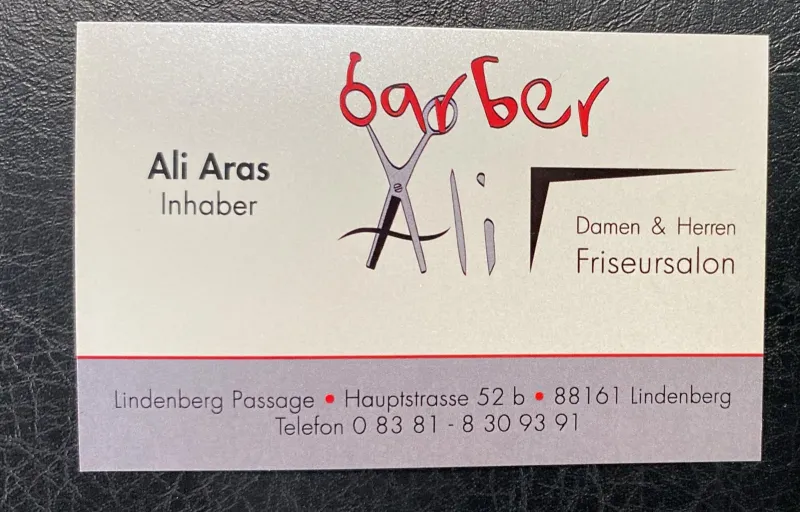 barber
Ali
Ali Aras
Inhaber
Damen & Herren
Friseursalon
Lindenberg Passage • Hauptstrasse 52 b • 88161 Lindenberg
Telefon 0 83 81 - 8 30 93 91